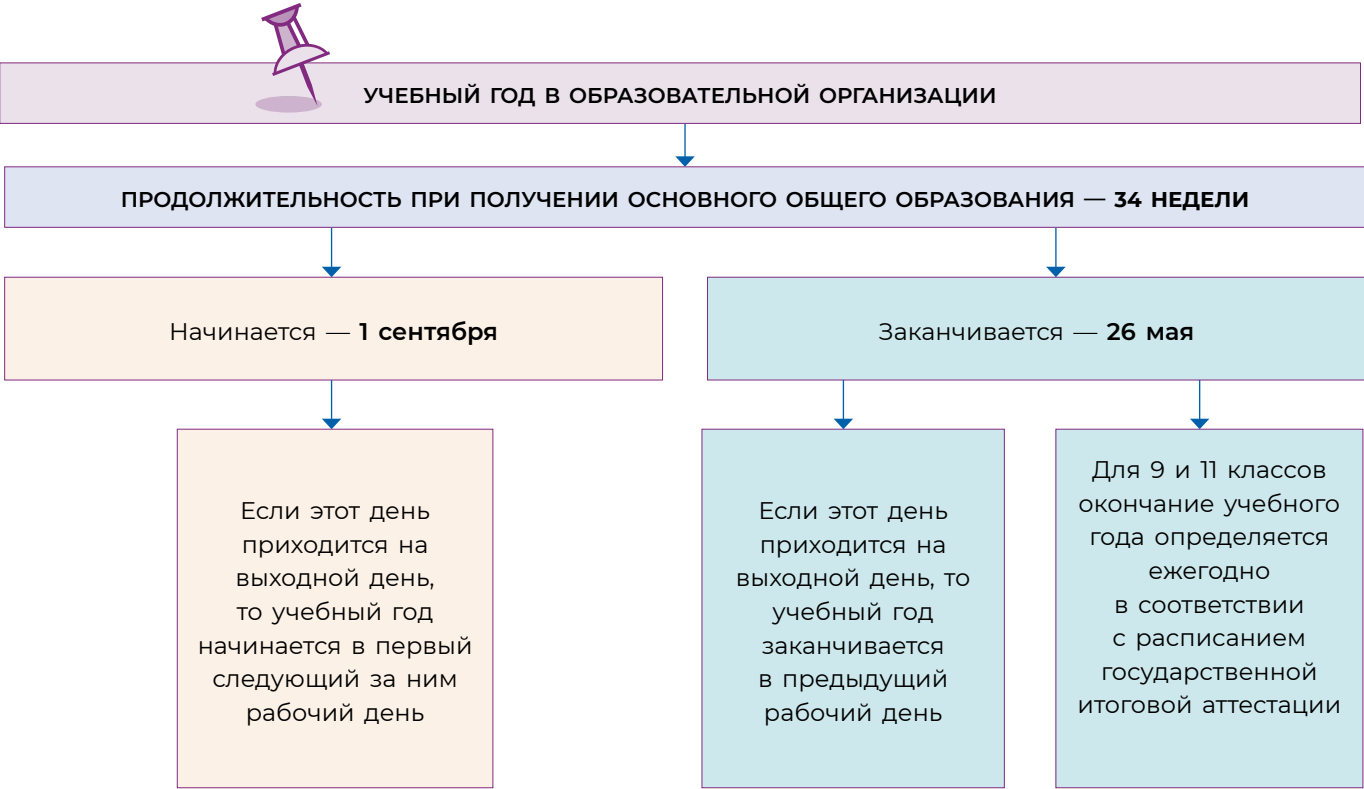 УЧЕБНЫЙ ГОД В ОБРАЗОВАТЕЛЬНОЙ ОРГАНИЗАЦИИ
ПРОДОЛЖИТЕЛЬНОСТЬ ПРИ ПОЛУЧЕНИИ ОСНОВНОГО ОБЩЕГО ОБРАЗОВАНИЯ — 34 НЕДЕЛИ
Начинается — 1 сентября
Заканчивается — 26 мая
Если этот день
приходится на
выходной день,
то учебный год
начинается в первый
следующий за ним
рабочий день
Если этот день
приходится на
выходной день, то
учебный год
заканчивается
в предыдущий
рабочий день
Для 9 и 11 классов
окончание учебного
года определяется
ежегодно
в соответствии
с расписанием
государственной
итоговой аттестации